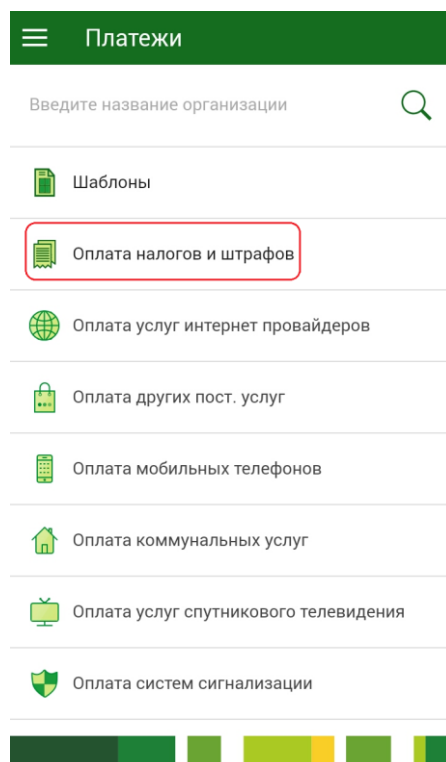 Платежи
Введите название организации
Шаблоны
Оплата налогов и штрафов
Оплата услуг интернет провайдеров
Оплата других пост. услуг
Оплата мобильных телефонов
Оплата коммунальных услуг
Оплата услуг спутникового телевидения
Оплата систем сигнализации